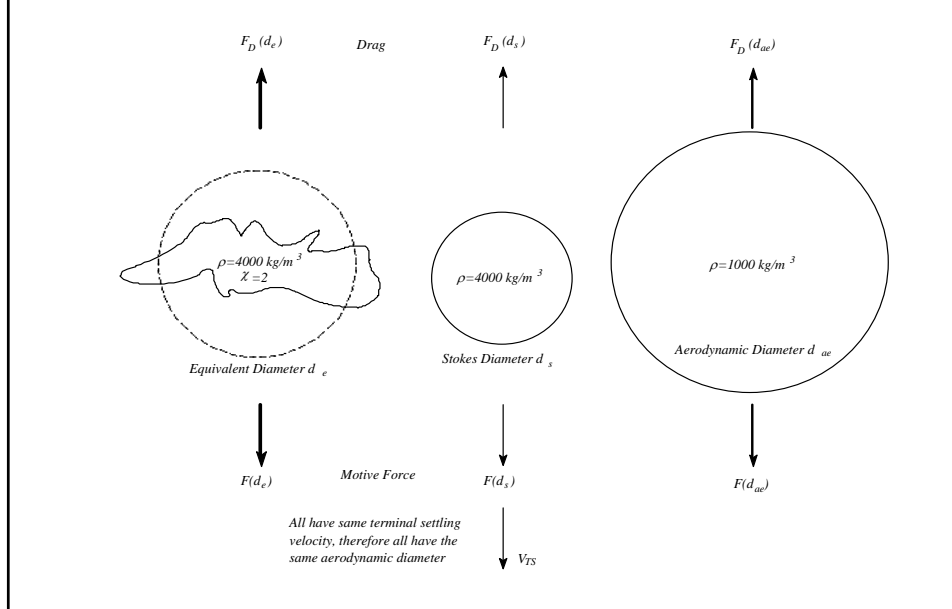 F_D (d_e)
Drag
F_D (d_s)
F_D (d_ae)
ρ=4000 kg/m ³
χ =2
ρ=4000 kg/m ³
ρ=1000 kg/m ³
Equivalent Diameter d_e
Stokes Diameter d_s
Aerodynamic Diameter d_ae
F(d_e)
Motive Force
F(d_s)
F(d_ae)
All have same terminal settling
velocity, therefore all have the
same aerodynamic diameter
V_TS